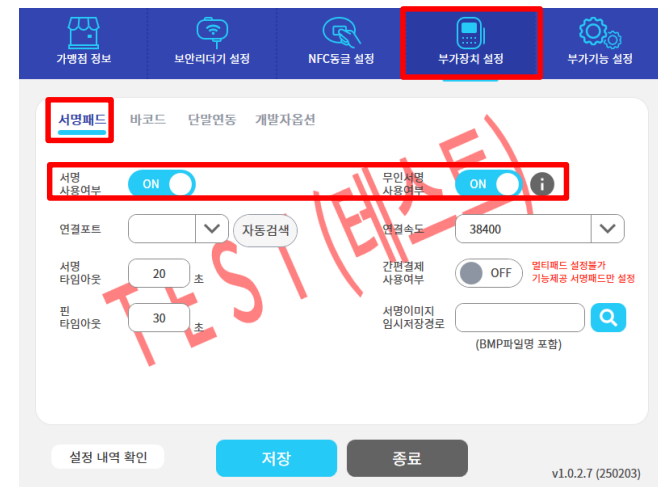 가맹점 정보
보안리더기 설정
NFC동글 설정
부가장치 설정
부가기능 설정
서명패드 바코드 단말연동 개발자옵션
서명
사용여부
ON
무인서명
사용여부
ON
i
연결포트
자동검색
연결속도
38400
서명
타임아웃
20
초
간편결제
사용여부
OFF
멀티패드 설정불가
기능제공 서명패드만 설정
핀
타임아웃
30
초
서명이미지
임시저장경로
(BMP파일명 포함)
TEST(테스트)
설정 내역 확인
저장
종료
v1.0.2.7 (250203)